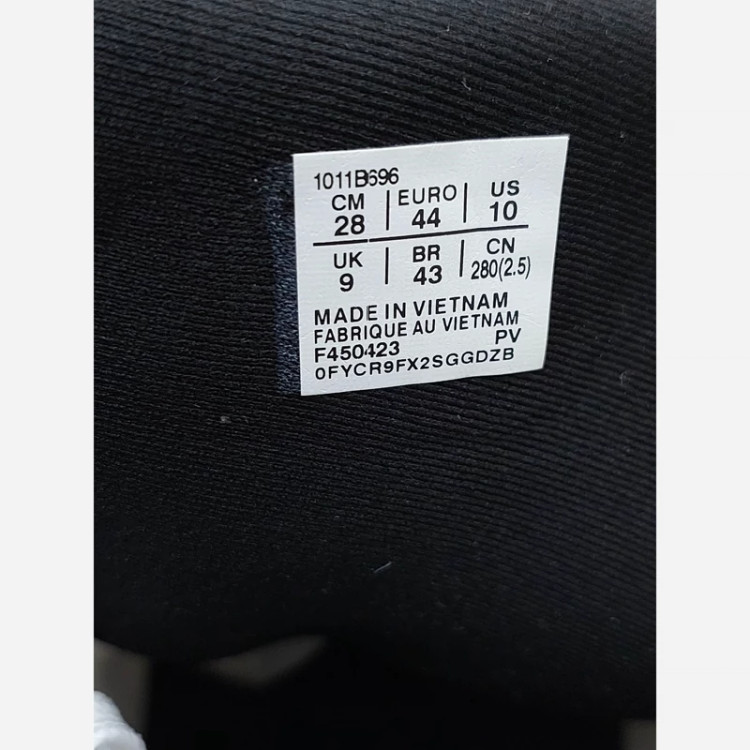 1011B696
CM 28 | EURO 44 | US 10
UK 9 | BR 43 | CN 280(2.5)
MADE IN VIETNAM
FABRIQUE AU VIETNAM
F450423 PV
0FYCR9FX2SGGDZB